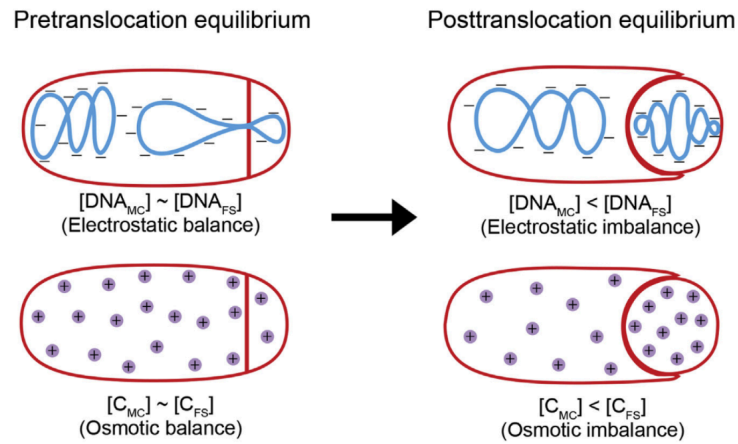 Pretranslocation equilibrium
Posttranslocation equilibrium
[DNA_MC] ~ [DNA_FS]
(Electrostatic balance)
[DNA_MC] < [DNA_FS]
(Electrostatic imbalance)
[C_MC] ~ [C_FS]
(Osmotic balance)
[C_MC] < [C_FS]
(Osmotic imbalance)